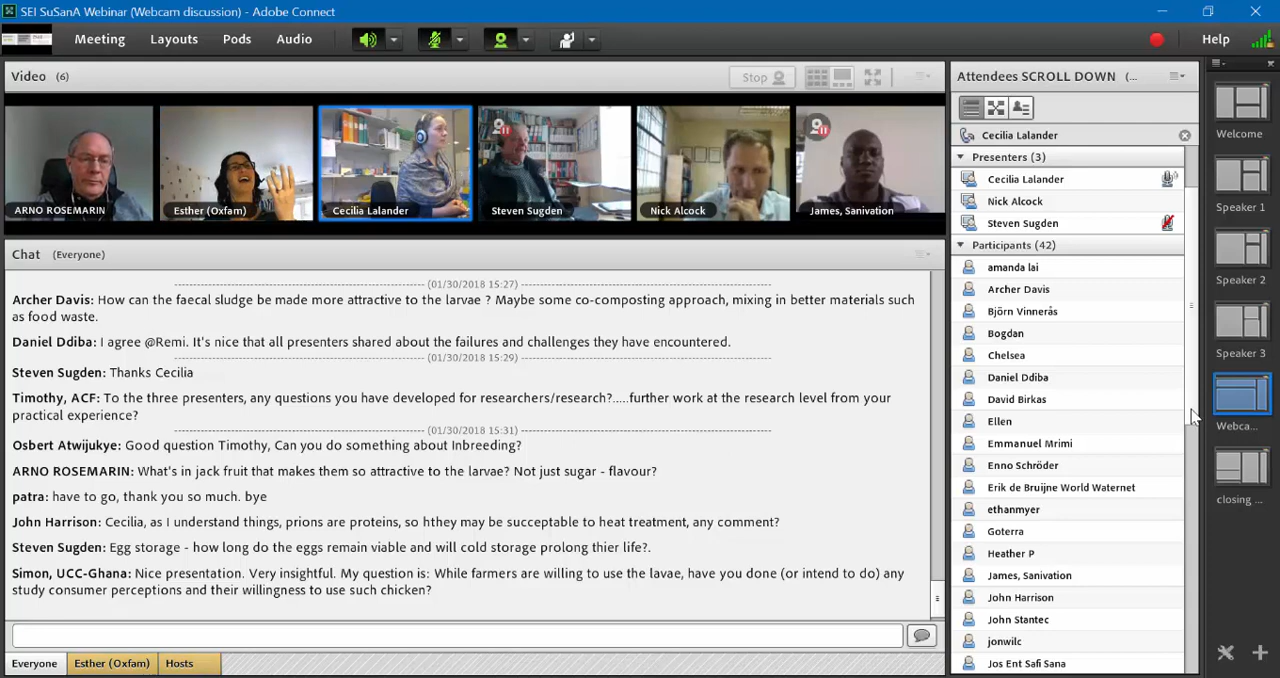 SEI SuSanA Webinar (Webcam discussion) - Adobe Connect
Meeting Layouts Pods Audio Help
Video (6)
Stop
ARNO ROSEMARIN
Esther (Oxfam)
Cecilia Lalander
Steven Sugden
Nick Alcock
James, Sanivation
Chat (Everyone)
(01/30/2018 15:27)
Archer Davis: How can the faecal sludge be made more attractive to the larvae ? Maybe some co-composting approach, mixing in better materials such
as food waste.
Daniel Ddiba: I agree @Remi. It's nice that all presenters shared about the failures and challenges they have encountered.
(01/30/2018 15:29)
Steven Sugden: Thanks Cecilia
Timothy, ACF: To the three presenters, any questions you have developed for researchers/research?.....further work at the research level from your
practical experience?
(01/30/2018 15:31)
Osbert Atwijukye: Good question Timothy, Can you do something about Inbreeding?
ARNO ROSEMARIN: What's in jack fruit that makes them so attractive to the larvae? Not just sugar - flavour?
patra: have to go, thank you so much. bye
John Harrison: Cecilia, as I understand things, prions are proteins, so hthey may be succeptable to heat treatment, any comment?
Steven Sugden: Egg storage - how long do the eggs remain viable and will cold storage prolong thier life?.
Simon, UCC-Ghana: Nice presentation. Very insightful. My question is: While farmers are willing to use the lavae, have you done (or intend to do) any
study consumer perceptions and their willingness to use such chicken?
Everyone
Esther (Oxfam)
Hosts
Attendees SCROLL DOWN (...
Cecilia Lalander
Presenters (3)
Cecilia Lalander
Nick Alcock
Steven Sugden
Participants (42)
amanda lai
Archer Davis
Björn Vinnerås
Bogdan
Chelsea
Daniel Ddiba
David Birkas
Ellen
Emmanuel Mrimi
Enno Schröder
Erik de Bruijne World Waternet
ethanmyer
Goterra
Heather P
James, Sanivation
John Harrison
John Stantec
jonwilc
Jos Ent Safi Sana
Welcome
Speaker 1
Speaker 2
Speaker 3
Webca...
closing ...